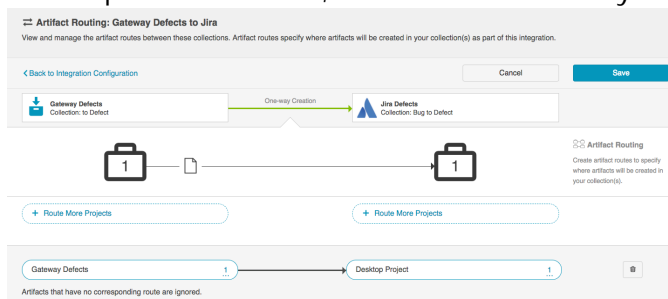 Artifact Routing: Gateway Defects to Jira
View and manage the artifact routes between these collections. Artifact routes specify where artifacts will be created in your collection(s) as part of this integration.
Back to Integration Configuration
Cancel
Save
Gateway Defects
Collection: to Defect
One-way Creation
Jira Defects
Collection: Bug to Defect
1
1
Artifact Routing
Create artifact routes to specify
where artifacts will be created in
your collection(s).
+ Route More Projects
+ Route More Projects
Gateway Defects 1
Desktop Project 1
Artifacts that have no corresponding route are ignored.